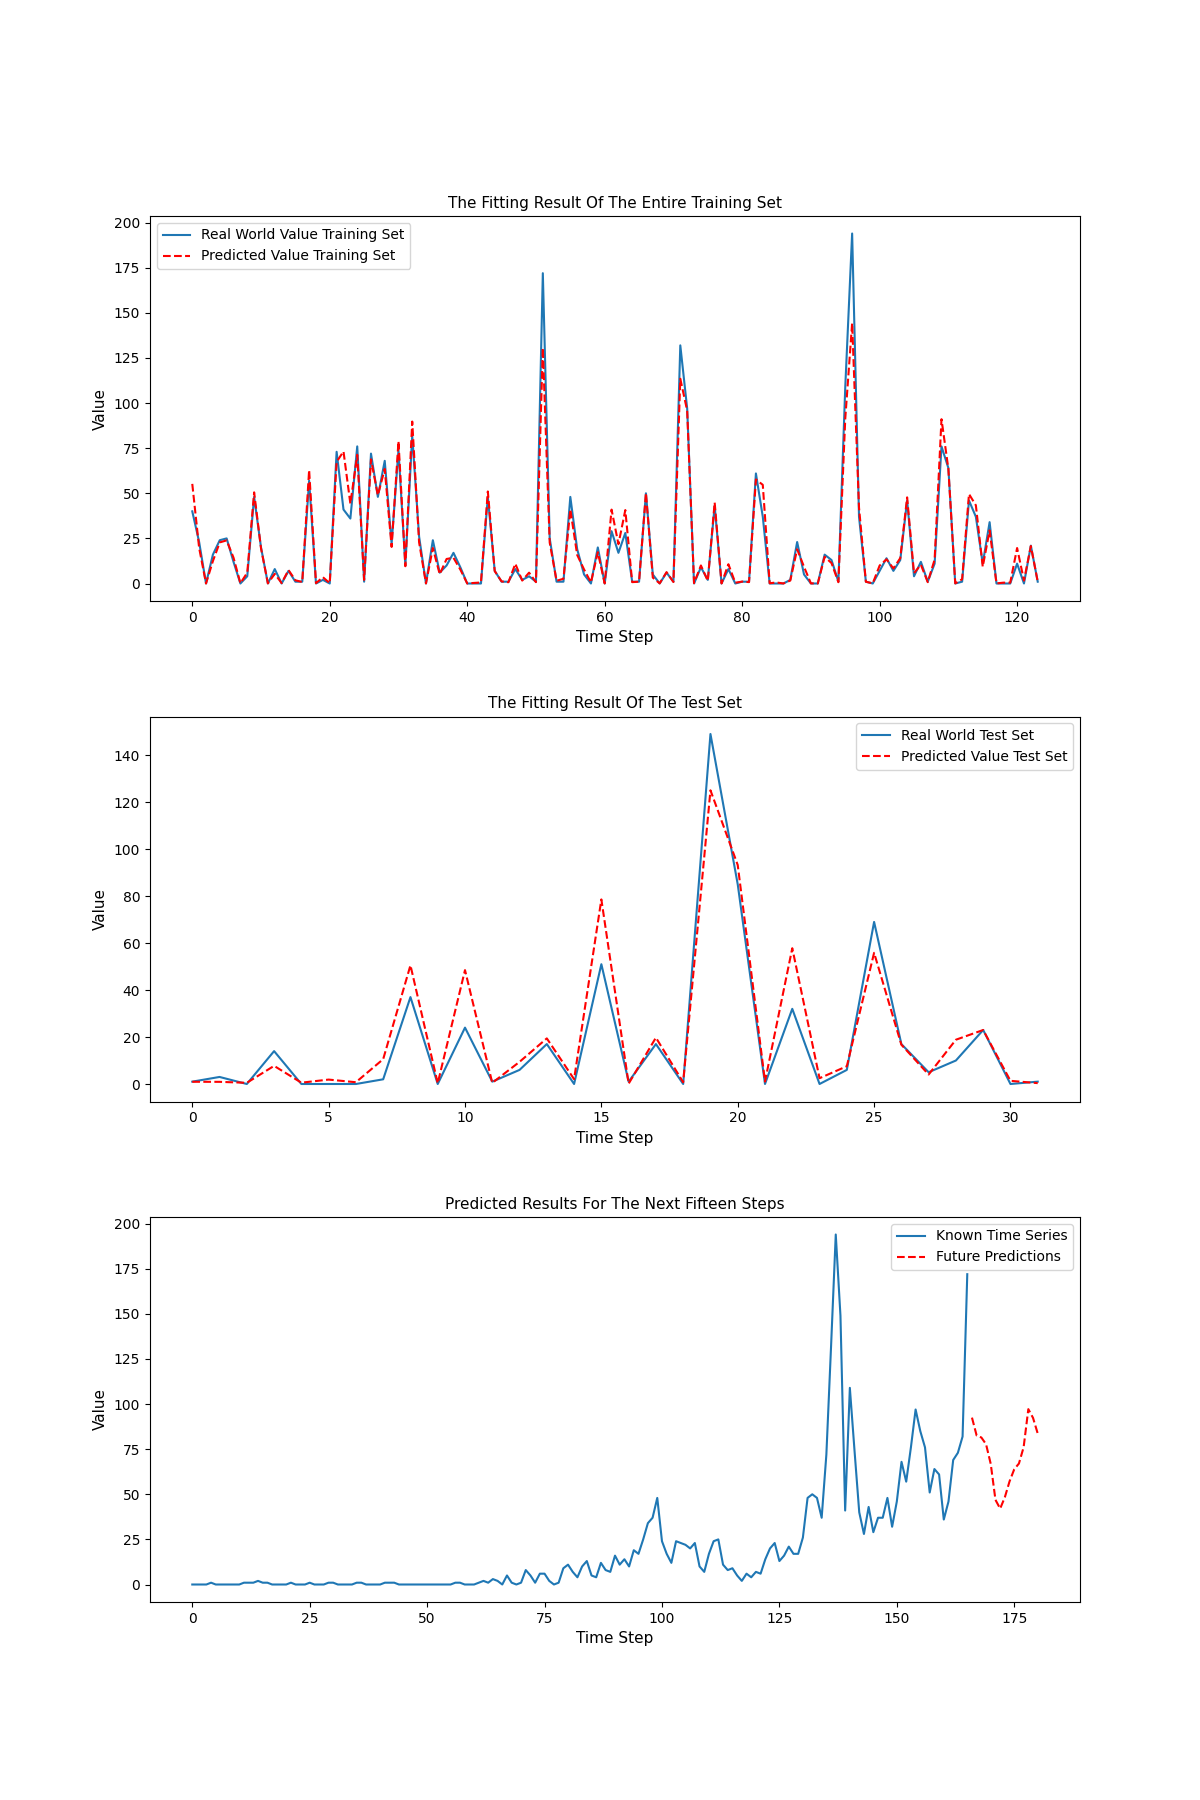 The Fitting Result Of The Entire Training Set
200
175
150
125
100
75
50
25
0
Value
Real World Value Training Set
Predicted Value Training Set
0 20 40 60 80 100 120
Time Step
The Fitting Result Of The Test Set
140
120
100
80
60
40
20
0
Value
Real World Test Set
Predicted Value Test Set
0 5 10 15 20 25 30
Time Step
Predicted Results For The Next Fifteen Steps
200
175
150
125
100
75
50
25
0
Value
Known Time Series
Future Predictions
0 25 50 75 100 125 150 175
Time Step